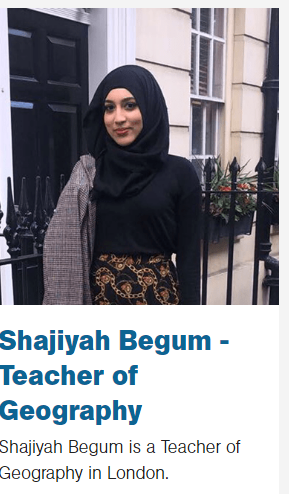 Shajiyah Begum -
Teacher of
Geography
Shajiyah Begum is a Teacher of
Geography in London.